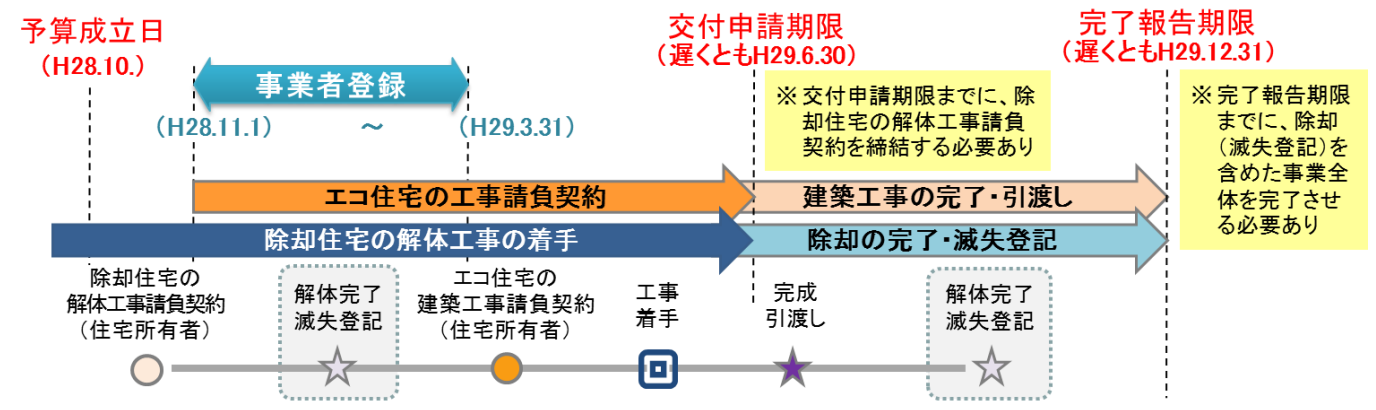 予算成立日
（H28.10.）
事業者登録
（H28.11.1）　～　（H29.3.31）
交付申請期限
（遅くともH29.6.30）
※交付申請期限までに、除
却住宅の解体工事請負
契約を締結する必要あり
完了報告期限
（遅くともH29.12.31）
※完了報告期限
までに、除却
（滅失登記）を
含めた事業全
体を完了させ
る必要あり
エコ住宅の工事請負契約
建築工事の完了・引渡し
除却住宅の解体工事の着手
除却の完了・滅失登記
除却住宅の
解体工事請負契約
（住宅所有者）
解体完了
滅失登記
エコ住宅の
建築工事請負契約
（住宅所有者）
工事
着手
完成
引渡し
解体完了
滅失登記